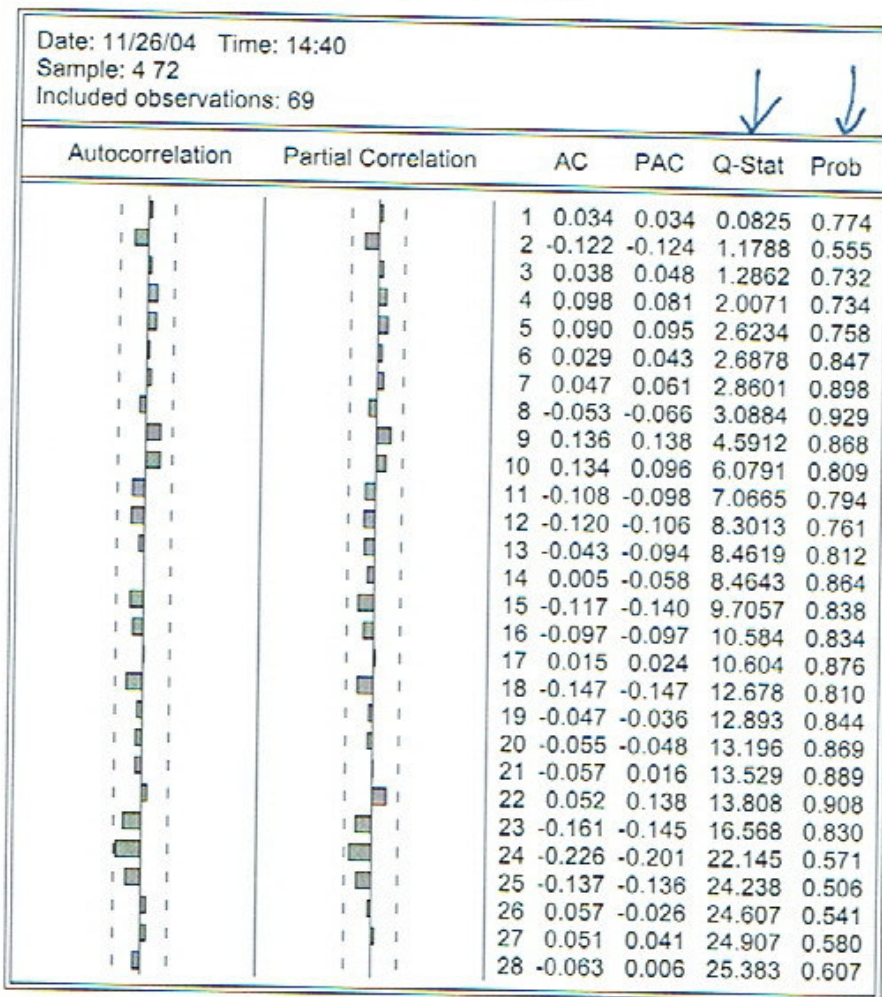 Date: 11/26/04 Time: 14:40
Sample: 4 72
Included observations: 69
Autocorrelation Partial Correlation AC PAC Q-Stat Prob
1 0.034 0.034 0.0825 0.774
2 -0.122 -0.124 1.1788 0.555
3 0.038 0.048 1.2862 0.732
4 0.098 0.081 2.0071 0.734
5 0.090 0.095 2.6234 0.758
6 0.029 0.043 2.6878 0.847
7 0.047 0.061 2.8601 0.898
8 -0.053 -0.066 3.0884 0.929
9 0.136 0.138 4.5912 0.868
10 0.134 0.096 6.0791 0.809
11 -0.108 -0.098 7.0665 0.794
12 -0.120 -0.106 8.3013 0.761
13 -0.043 -0.094 8.4619 0.812
14 0.005 -0.058 8.4643 0.864
15 -0.117 -0.140 9.7057 0.838
16 -0.097 -0.097 10.584 0.834
17 0.015 0.024 10.604 0.876
18 -0.147 -0.147 12.678 0.810
19 -0.047 -0.036 12.893 0.844
20 -0.055 -0.048 13.196 0.869
21 -0.057 0.016 13.529 0.889
22 0.052 0.138 13.808 0.908
23 -0.161 -0.145 16.568 0.830
24 -0.226 -0.201 22.145 0.571
25 -0.137 -0.136 24.238 0.506
26 0.057 -0.026 24.607 0.541
27 0.051 0.041 24.907 0.580
28 -0.063 0.006 25.383 0.607